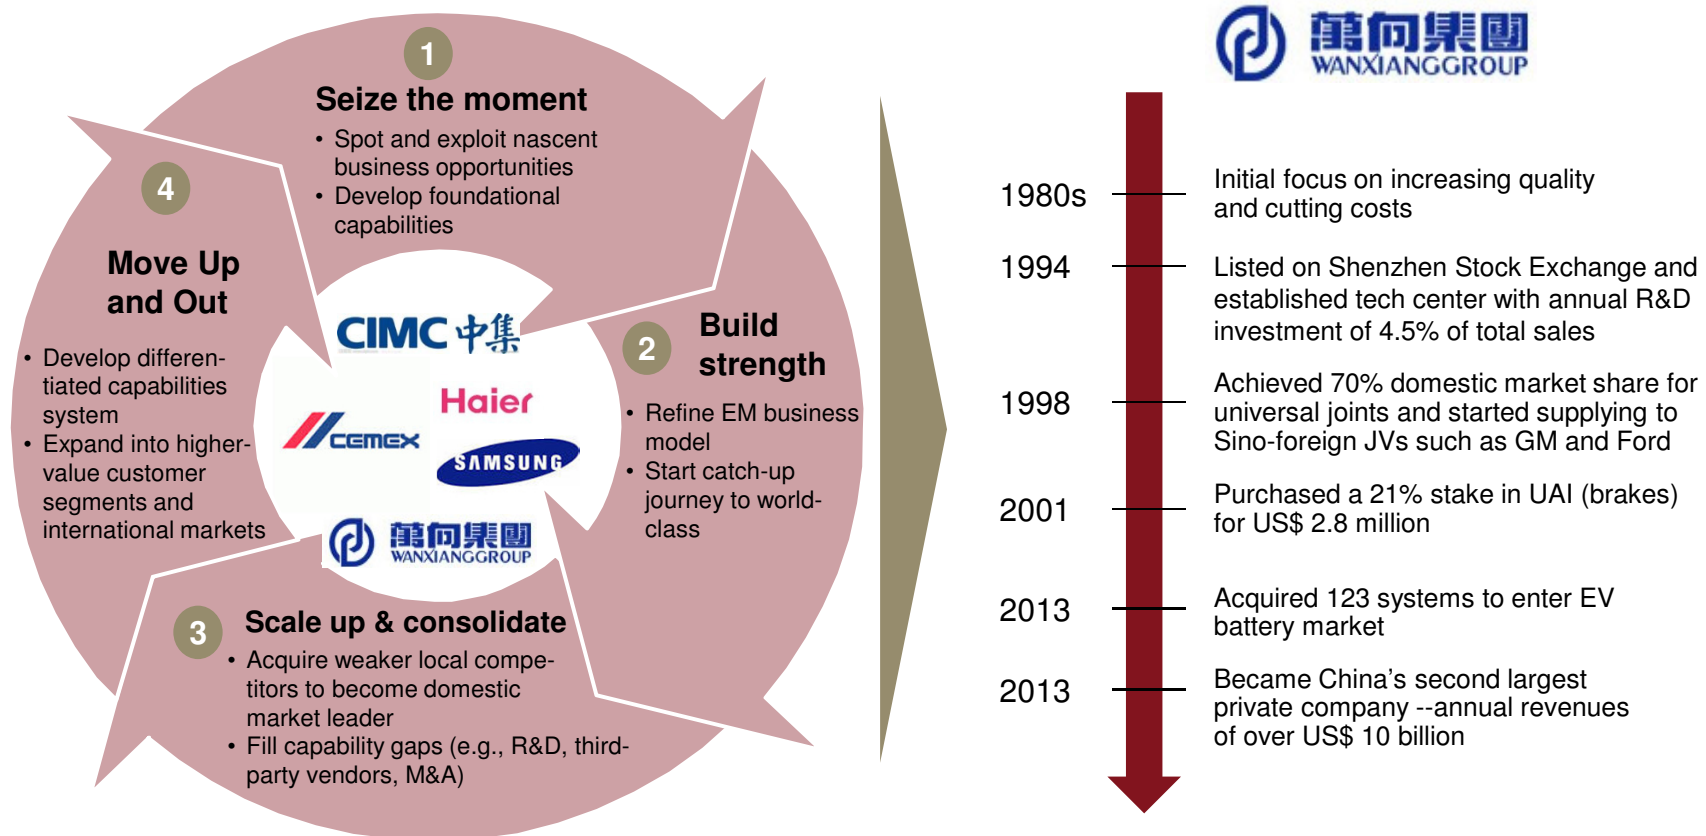 1
Seize the moment
• Spot and exploit nascent
business opportunities
• Develop foundational
capabilities
2
Build
strength
• Refine EM business
model
• Start catch-up
journey to world-
class
3
Scale up & consolidate
• Acquire weaker local compe-
titors to become domestic
market leader
• Fill capability gaps (e.g., R&D, third-
party vendors, M&A)
4
Move Up
and Out
• Develop differen-
tiated capabilities
system
• Expand into higher-
value customer
segments and
international markets
CIMC 中集
Haier
CEMEX
SAMSUNG
萬向集團
WANXIANGGROUP
萬向集團
WANXIANGGROUP
1980s
Initial focus on increasing quality
and cutting costs
1994
Listed on Shenzhen Stock Exchange and
established tech center with annual R&D
investment of 4.5% of total sales
1998
Achieved 70% domestic market share for
universal joints and started supplying to
Sino-foreign JVs such as GM and Ford
2001
Purchased a 21% stake in UAI (brakes)
for US$ 2.8 million
2013
Acquired 123 systems to enter EV
battery market
2013
Became China’s second largest
private company --annual revenues
of over US$ 10 billion